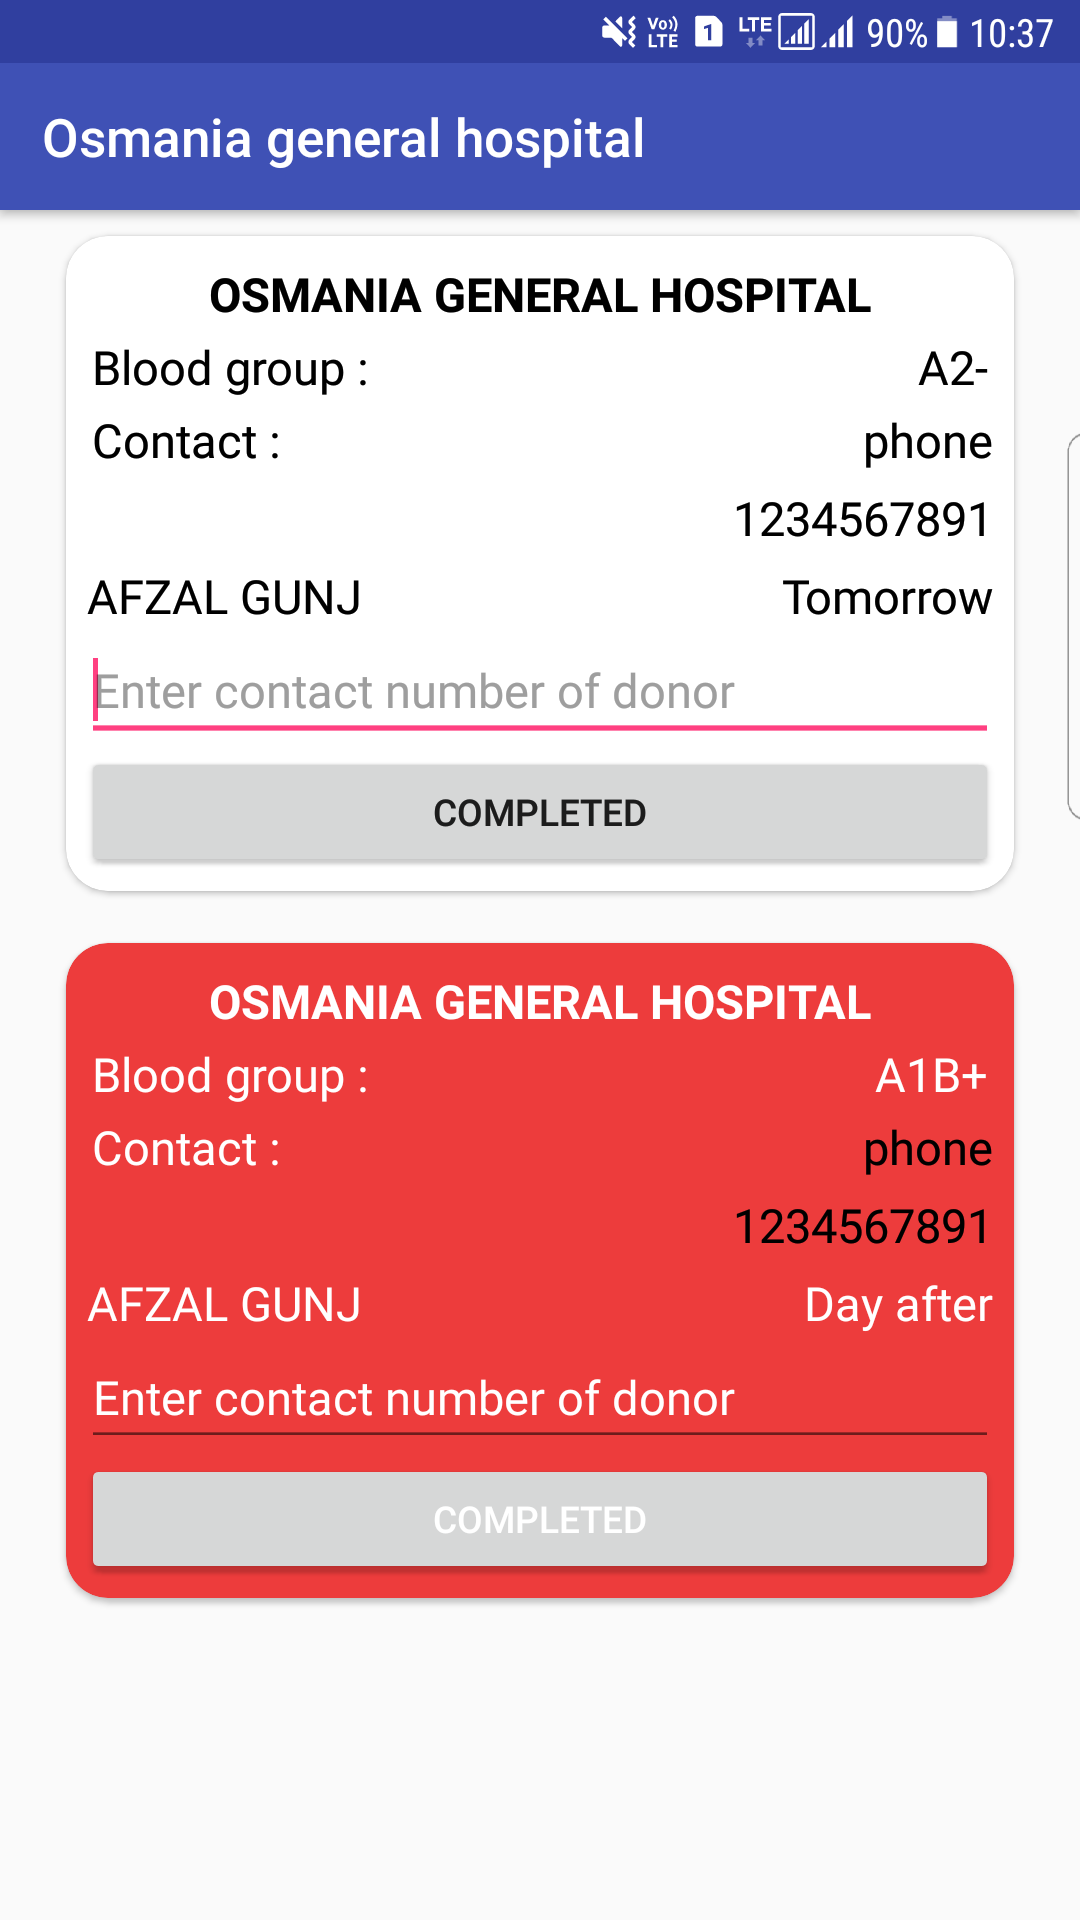 Vo)) LTE 1 LTE 90% 10:37
Osmania general hospital
OSMANIA GENERAL HOSPITAL
Blood group : A2-
Contact : phone
1234567891
AFZAL GUNJ Tomorrow
Enter contact number of donor
COMPLETED
OSMANIA GENERAL HOSPITAL
Blood group : A1B+
Contact : phone
1234567891
AFZAL GUNJ Day after
Enter contact number of donor
COMPLETED